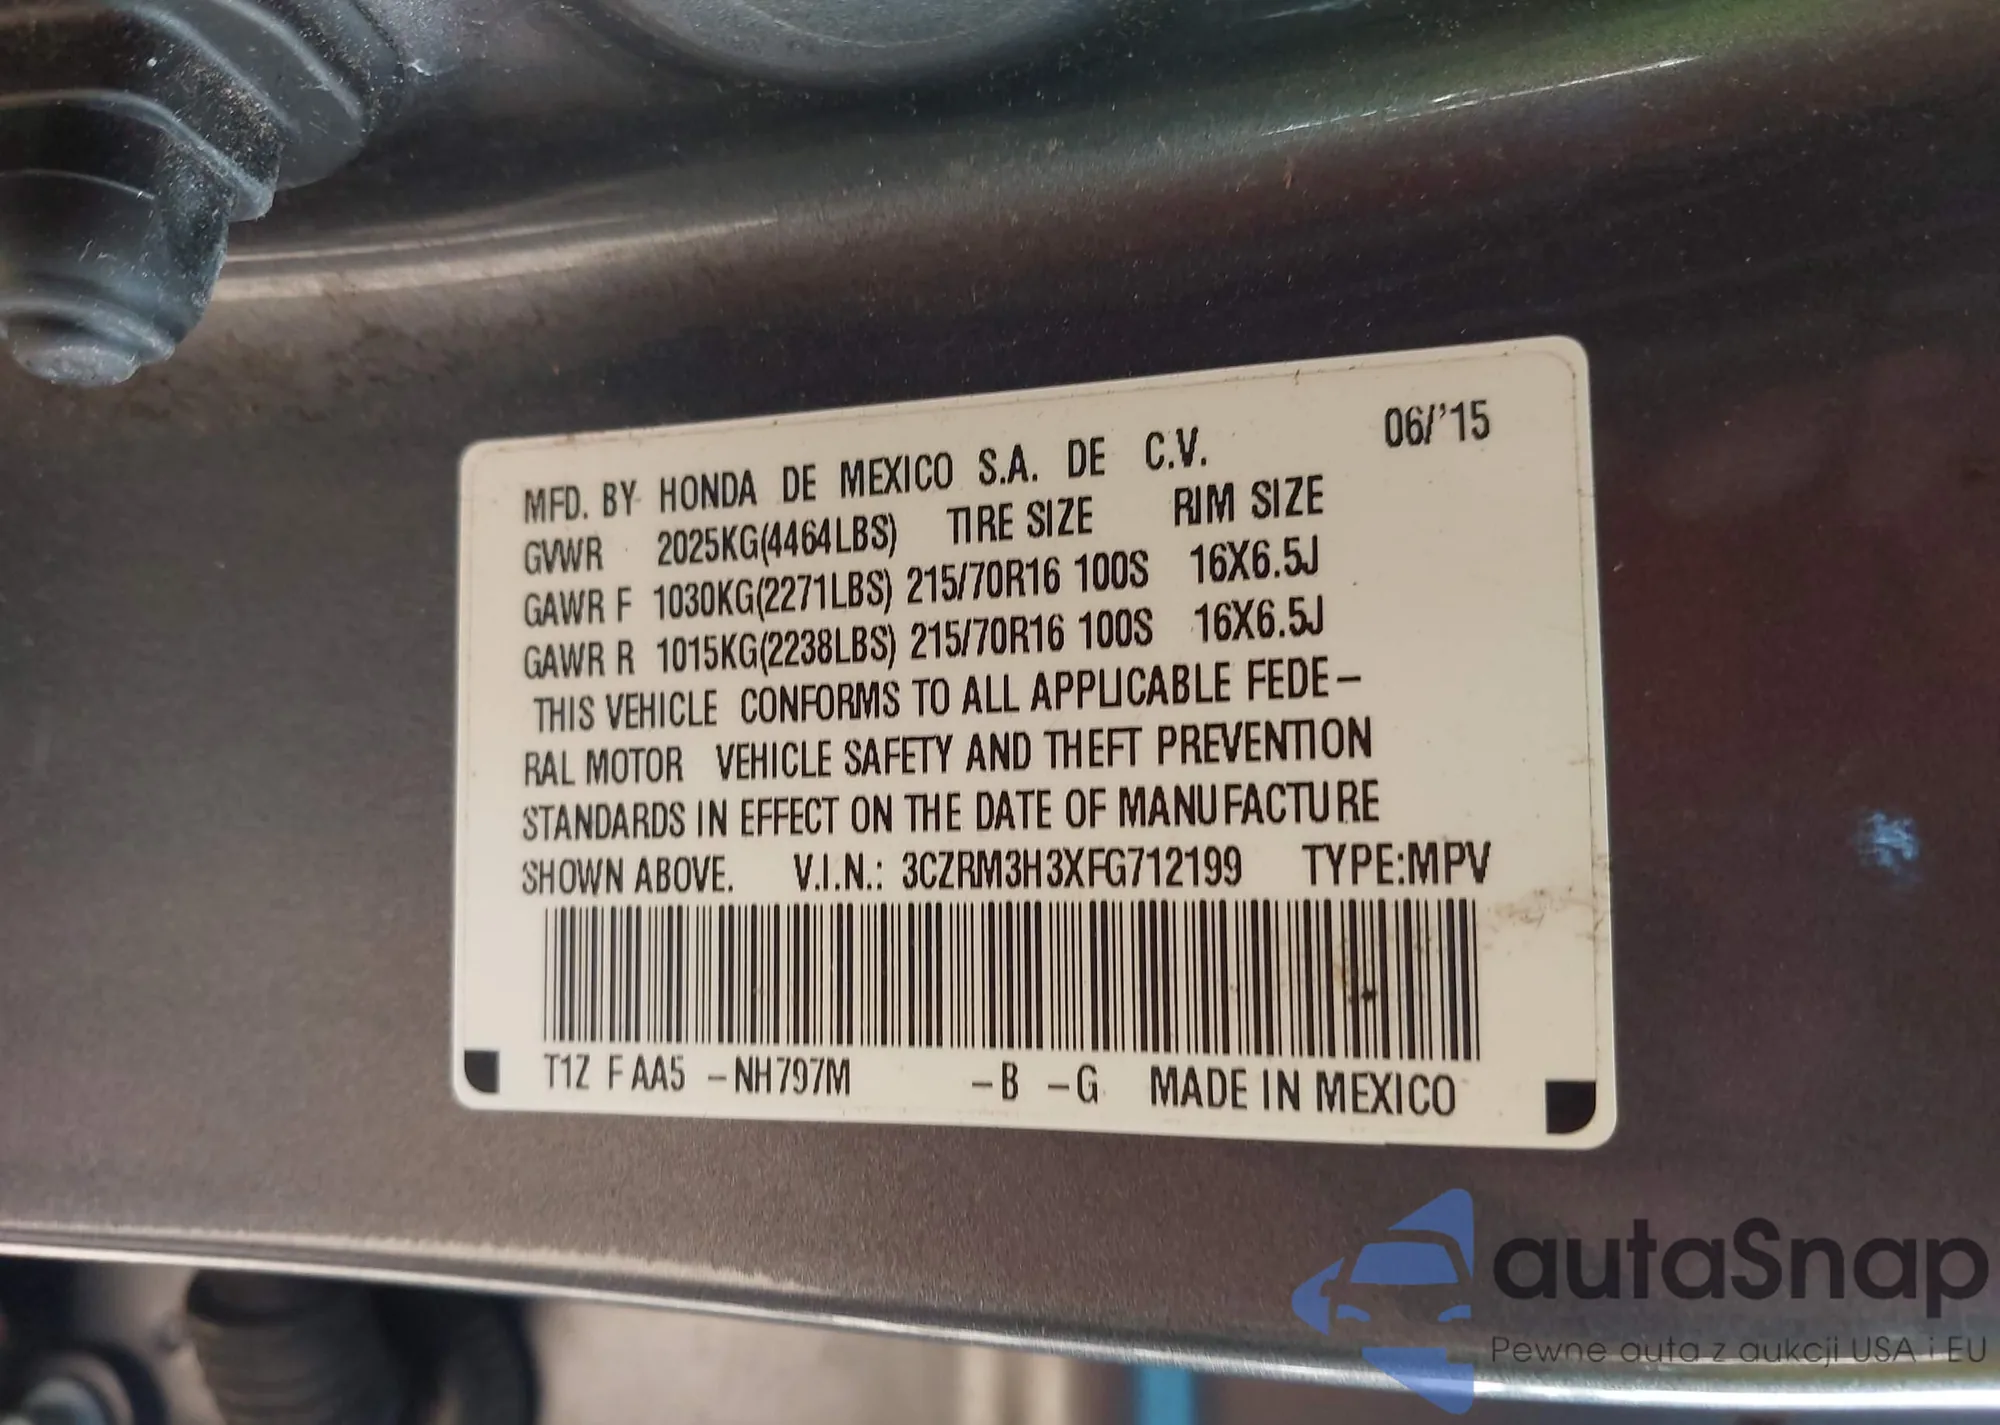 06/'15
MFD. BY HONDA DE MEXICO S.A. DE C.V.
GVWR 2025KG(4464LBS) TIRE SIZE RIM SIZE
GAWR F 1030KG(2271LBS) 215/70R16 100S 16X6.5J
GAWR R 1015KG(2238LBS) 215/70R16 100S 16X6.5J
THIS VEHICLE CONFORMS TO ALL APPLICABLE FEDE-
RAL MOTOR VEHICLE SAFETY AND THEFT PREVENTION
STANDARDS IN EFFECT ON THE DATE OF MANUFACTURE
SHOWN ABOVE. V.I.N.: 3CZRM3H3XFG712199 TYPE:MPV
T1Z F AA5 -NH797M -B -G MADE IN MEXICO
autaSnap
Pewne auta z aukcji USA i EU